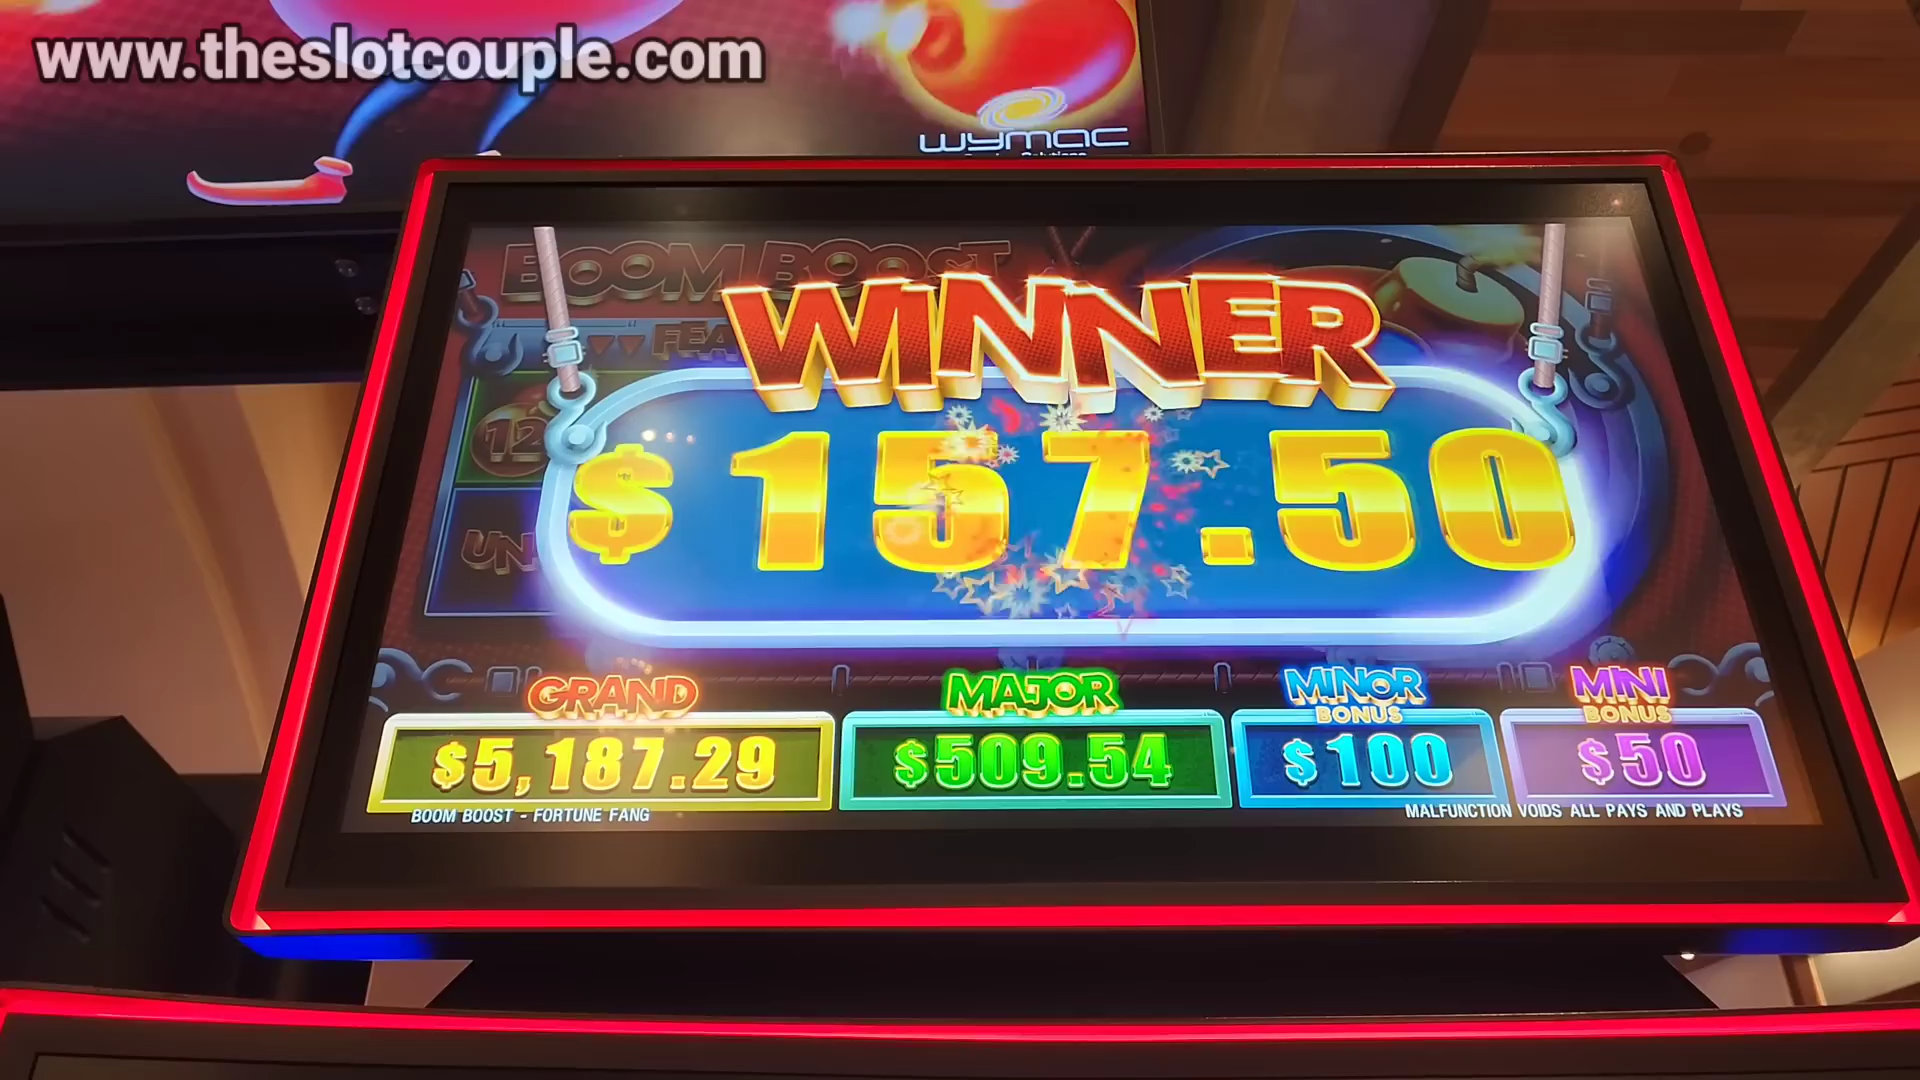 www.theslotcouple.com
wymac
BOOM BOOST
WINNER
$157.50
GRAND
$5,187.29
MAJOR
$509.54
MINOR
BONUS
$100
MINI
BONUS
$50
BOOM BOOST - FORTUNE FANG
MALFUNCTION VOIDS ALL PAYS AND PLAYS